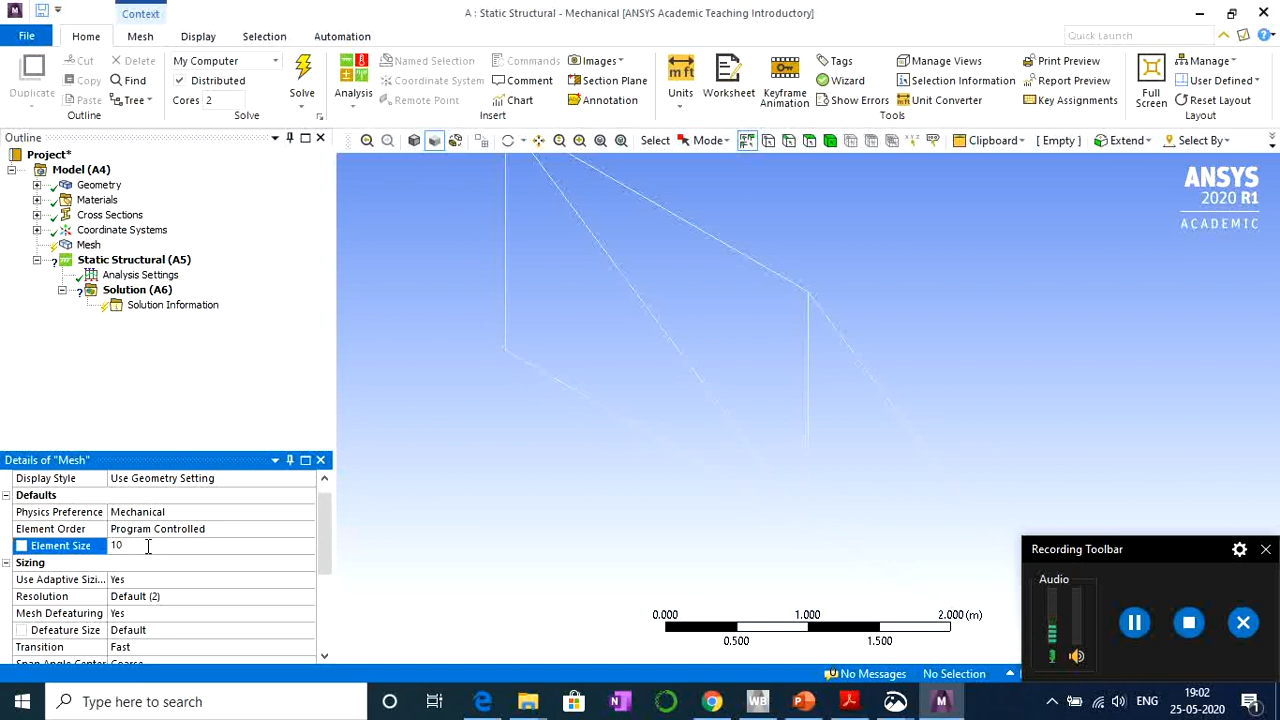 Context
A : Static Structural - Mechanical [ANSYS Academic Teaching Introductory]
File Home Mesh Display Selection Automation
Quick Launch
Duplicate
Cut
Copy
Paste
Delete
Find
Tree
Outline
My Computer
Distributed
Cores 2
Solve
Solve
Analysis
Named Selection
Coordinate System
Remote Point
Commands
Comment
Chart
Images
Section Plane
Annotation
Insert
Units
Worksheet
Keyframe Animation
Tags
Wizard
Show Errors
Manage Views
Selection Information
Unit Converter
Print Preview
Report Preview
Key Assignments
Tools
Full Screen
Manage
User Defined
Reset Layout
Layout
Outline
Select Mode Clipboard [ Empty ] Extend Select By
Project*
Model (A4)
Geometry
Materials
Cross Sections
Coordinate Systems
Mesh
Static Structural (A5)
Analysis Settings
Solution (A6)
Solution Information
ANSYS
2020 R1
ACADEMIC
Details of "Mesh"
Display Style Use Geometry Setting
Defaults
Physics Preference Mechanical
Element Order Program Controlled
Element Size 10
Sizing
Use Adaptive Sizi... Yes
Resolution Default (2)
Mesh Defeaturing Yes
Defeature Size Default
Transition Fast
Span Angle Center Coarse
0.000 1.000 2.000 (m)
0.500 1.500
Recording Toolbar
Audio
No Messages No Selection
Type here to search
ENG
19:02
25-05-2020